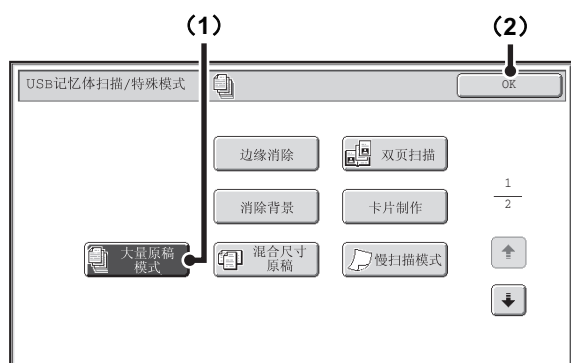 (1)
(2)
USB记忆体扫描/特殊模式
OK
边缘消除
双页扫描
消除背景
卡片制作
1
2
大量原稿
模式
混合尺寸
原稿
慢扫描模式